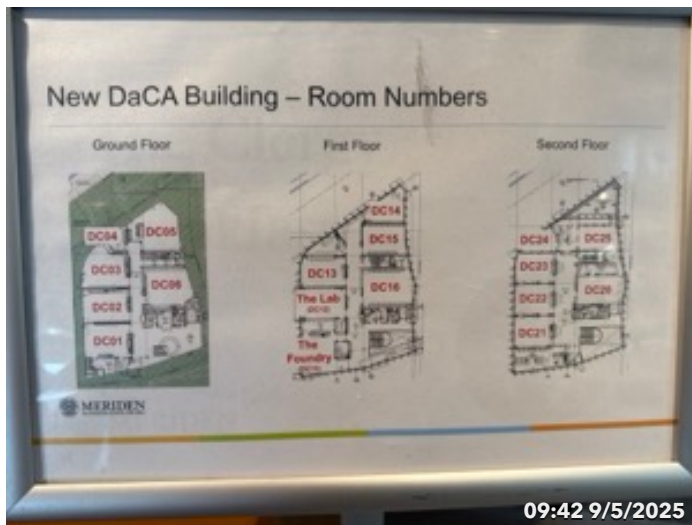 New DaCA Building – Room Numbers
Ground Floor
First Floor
Second Floor
DC04
DC05
DC03
DC06
DC02
DC01
DC14
DC15
DC13
DC16
The Lab
The
Foundry
DC24
DC25
DC23
DC26
DC22
DC21
MERIDEN
09:42 9/5/2025